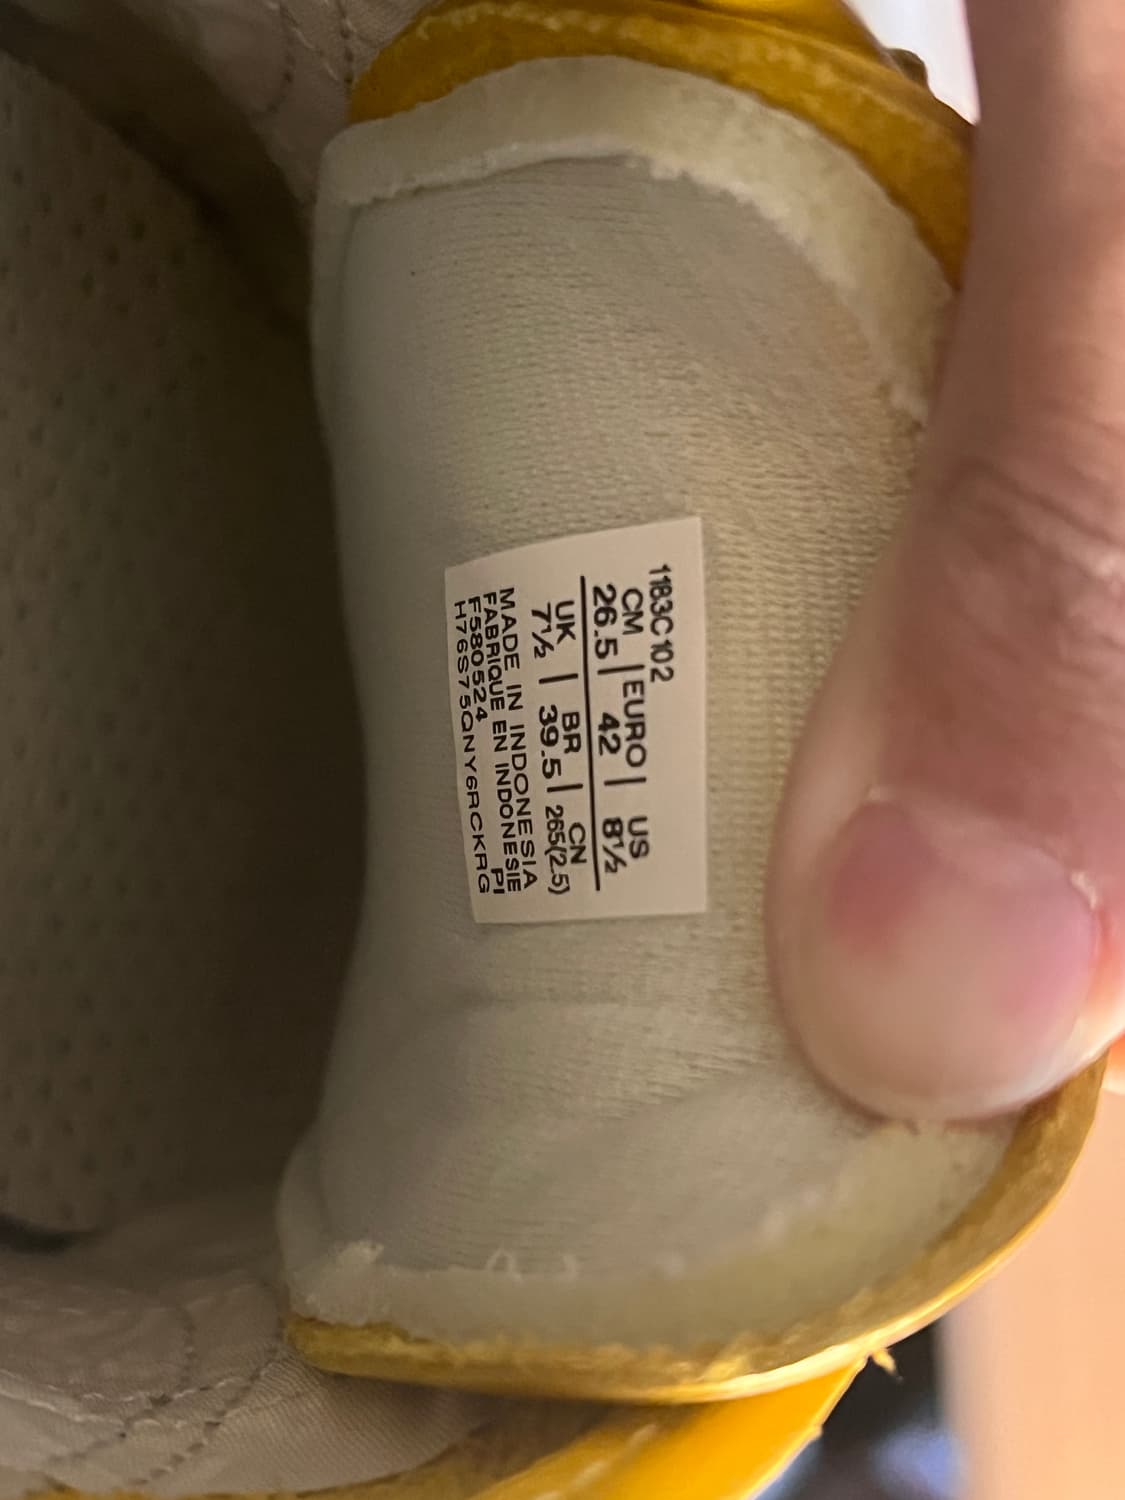 1183C102
CM | EURO | US
26.5 | 42 | 8½
UK | BR | CN
7½ | 39.5 | 265(2.5)
MADE IN INDONESIA
FABRIQUE EN INDONESIE
F580524 PI
H76S75QNY6RCKRG